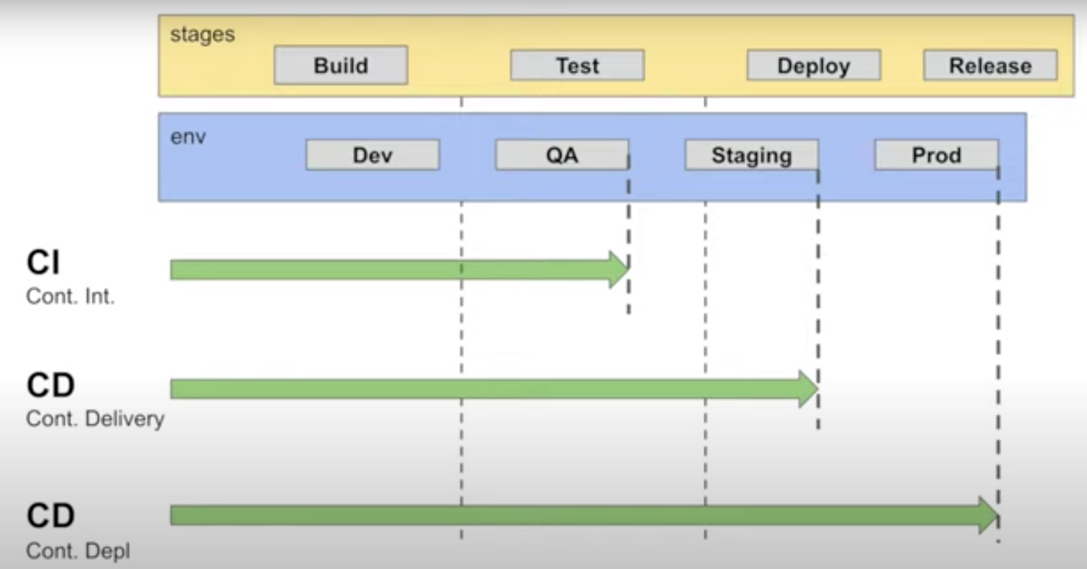 stages
Build
Test
Deploy
Release
env
Dev
QA
Staging
Prod
CI
Cont. Int.
CD
Cont. Delivery
CD
Cont. Depl